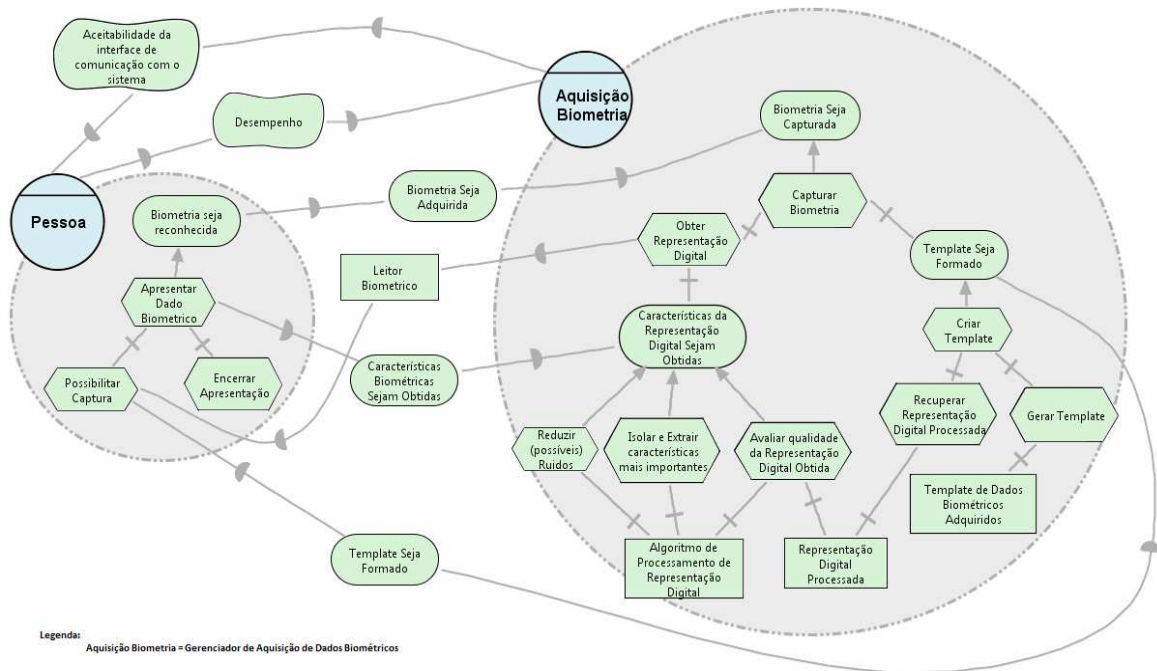 Aceitabilidade da
interface de
comunicação com o
sistema
Desempenho
Aquisição
Biometria
Biometria Seja
Capturada
Pessoa
Biometria seja
reconhecida
Biometria Seja
Adquirida
Capturar
Biometria
Obter
Representação
Digital
Template Seja
Formado
Leitor
Biometrico
Apresentar
Dado
Biometrico
Características da
Representação
Digital Sejam
Obtidas
Criar
Template
Possibilitar
Captura
Encerrar
Apresentação
Características
Biométricas
Sejam Obtidas
Recuperar
Representação
Digital Processada
Gerar Template
Reduzir
(possíveis)
Ruidos
Isolar e Extrair
características
mais importantes
Avaliar qualidade
da Representação
Digital Obtida
Template de Dados
Biométricos
Adquiridos
Template Seja
Formado
Algoritmo de
Processamento de
Representação
Digital
Representação
Digital
Processada
Legenda:
Aquisição Biometria = Gerenciador de Aquisição de Dados Biométricos